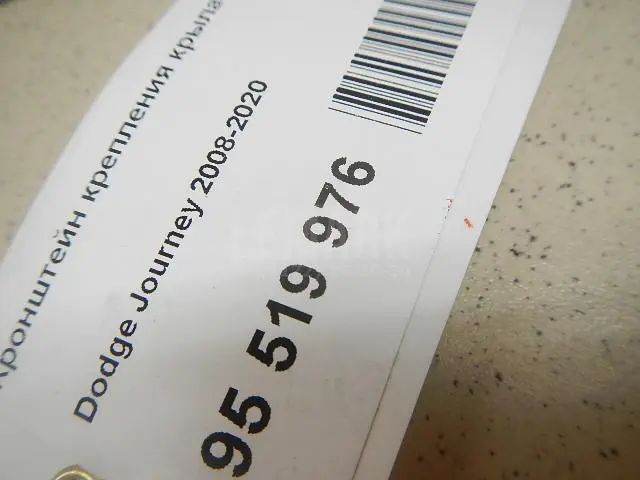 Кронштейн крепления крыла
Dodge Journey 2008-2020
95 519 976